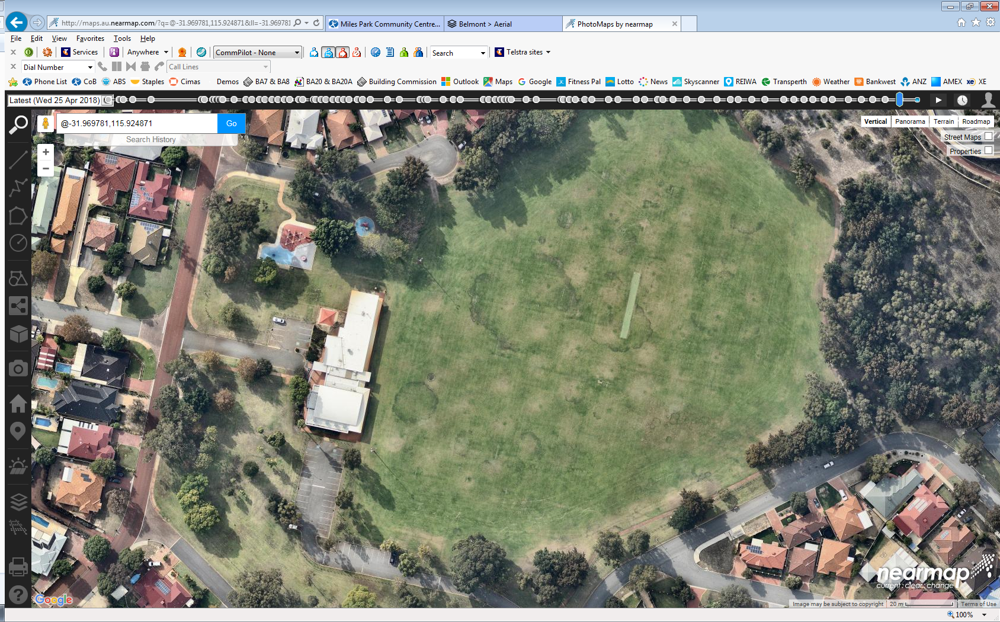 http://maps.au.nearmap.com/?q=@-31.969781,115.924871&ll=-31.96978
Miles Park Community Centre...
Belmont > Aerial
PhotoMaps by nearmap
File Edit View Favorites Tools Help
Services
Anywhere
CommPilot - None
Search
Telstra sites
Dial Number
Call Lines
Phone List
CoB
ABS
Staples
Cimas
Demos
BA7 & BA8
BA20 & BA20A
Building Commission
Outlook
Maps
Google
Fitness Pal
Lotto
News
Skyscanner
REIWA
Transperth
Weather
Bankwest
ANZ
AMEX
XE
Latest (Wed 25 Apr 2018)
@-31.969781,115.924871
Go
Search History
Vertical
Panorama
Terrain
Roadmap
Street Maps
Properties
+
−
nearmap
current:clear:change
Google
Image may be subject to copyright
20 m
Terms of Use
100%